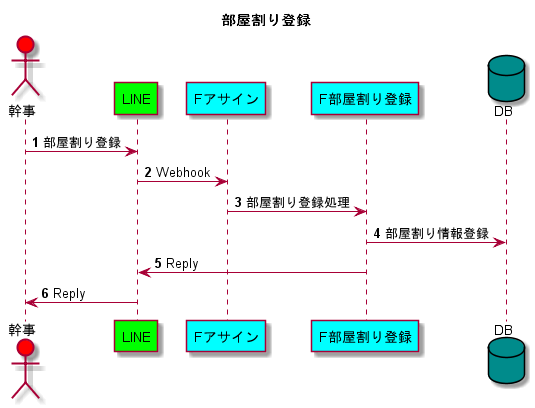 部屋割り登録
幹事
LINE
Fアサイン
F部屋割り登録
DB
1 部屋割り登録
2 Webhook
3 部屋割り登録処理
4 部屋割り情報登録
5 Reply
6 Reply
幹事
LINE
Fアサイン
F部屋割り登録
DB